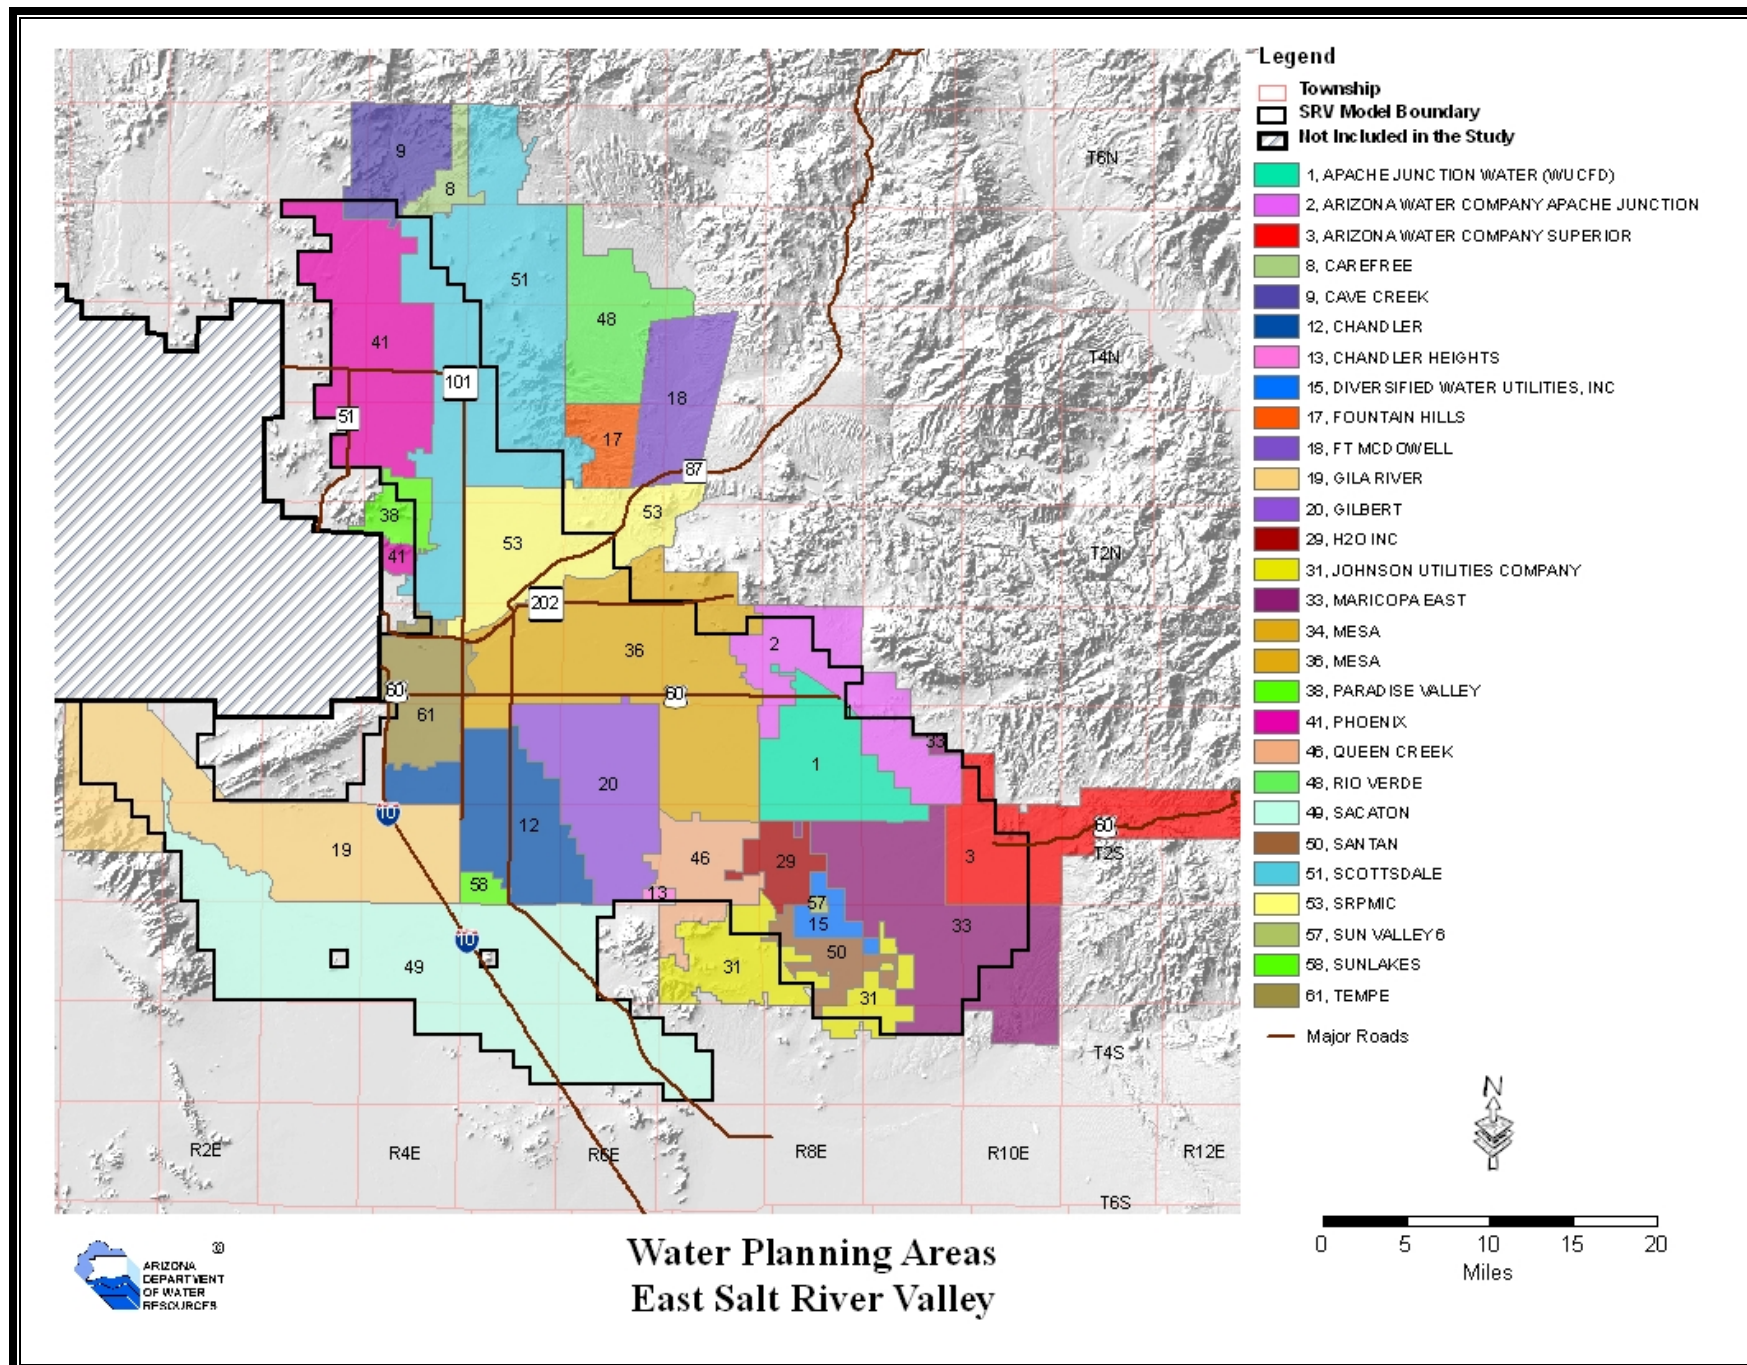 Legend
Township
SRV Model Boundary
Not Included in the Study
1, APACHE JUNCTION WATER (WUCFD)
2, ARIZONA WATER COMPANY APACHE JUNCTION
3, ARIZONA WATER COMPANY SUPERIOR
8, CAREFREE
9, CAVE CREEK
12, CHANDLER
13, CHANDLER HEIGHTS
15, DIVERSIFIED WATER UTILITIES, INC
17, FOUNTAIN HILLS
18, FT MCDOWELL
19, GILA RIVER
20, GILBERT
29, H2O INC
31, JOHNSON UTILITIES COMPANY
33, MARICOPA EAST
34, MESA
36, MESA
38, PARADISE VALLEY
41, PHOENIX
46, QUEEN CREEK
48, RIO VERDE
49, SACATON
50, SAN TAN
51, SCOTTSDALE
53, SRPMIC
57, SUN VALLEY 6
58, SUNLAKES
61, TEMPE
Major Roads
N
0 5 10 15 20
Miles
9
8
T6N
51
48
41
T4N
101
18
51
17
87
38
53
53
41
T2N
202
36
2
60
60
61
1
33
1
20
10
12
60
19
46
29
3
T2S
58
13
57
15
33
10
49
31
50
31
T4S
R2E
R4E
R6E
R8E
R10E
R12E
T6S
Water Planning Areas
East Salt River Valley
ARIZONA
DEPARTMENT
OF WATER
RESOURCES